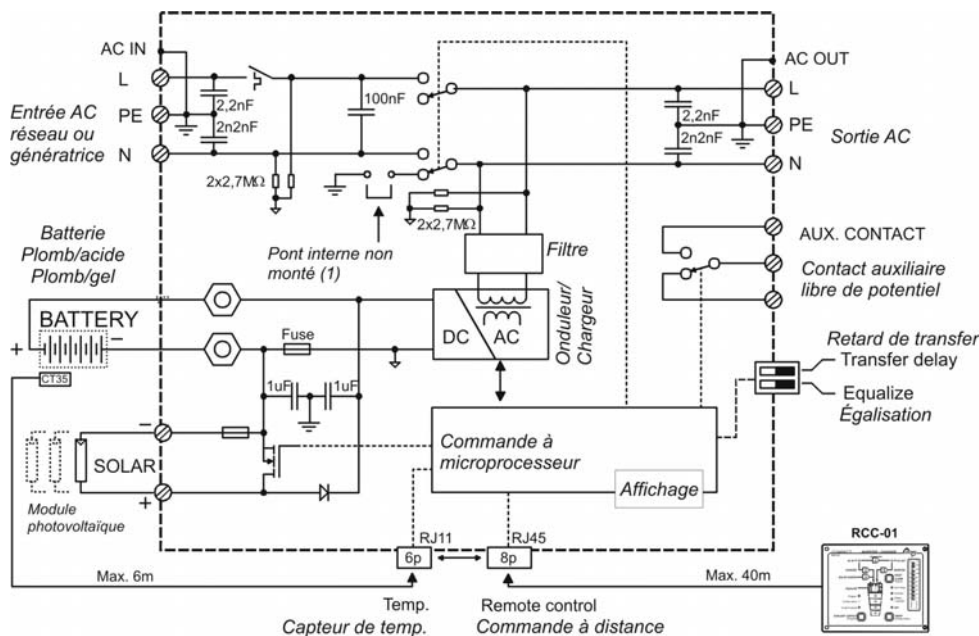 AC IN
AC OUT
L
L
2,2nF
100nF
2,2nF
Entrée AC
réseau ou
génératrice
PE
PE
2n2nF
2n2nF
Sortie AC
N
N
2x2,7MΩ
2x2,7MΩ
Pont interne non
monté (1)
Filtre
AUX. CONTACT
Contact auxiliaire
libre de potentiel
Batterie
Plomb/acide
Plomb/gel
BATTERY
+
−
Fuse
DC
AC
Onduleur/
Chargeur
Retard de transfer
Transfer delay
Equalize
Égalisation
CT35
1uF
1uF
−
SOLAR
+
Module
photovoltaïque
Commande à
microprocesseur
Affichage
RJ11
RJ45
6p
8p
RCC-01
Max. 6m
Max. 40m
Temp.
Capteur de temp.
Remote control
Commande à distance